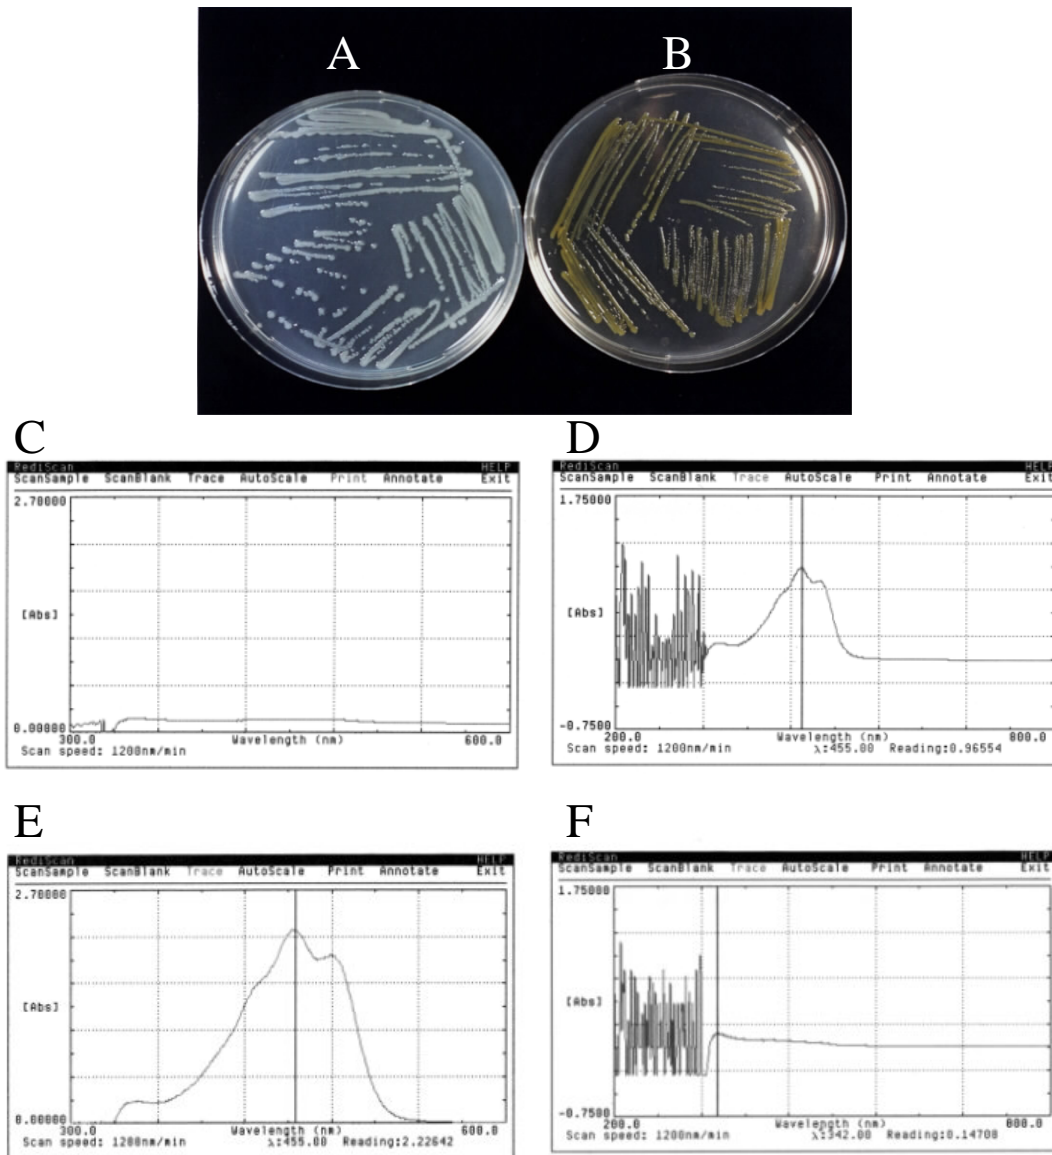 A B
C
RediScan HELP
ScanSample ScanBlank Trace AutoScale Print Annotate Exit
2.70000
[Abs]
0.00000
300.0 Wavelength (nm) 600.0
Scan speed: 1200nm/min
D
RediScan HELP
ScanSample ScanBlank Trace AutoScale Print Annotate Exit
1.75000
[Abs]
-0.7500
200.0 Wavelength (nm) 800.0
Scan speed: 1200nm/min λ:455.00 Reading:0.96554
E
RediScan HELP
ScanSample ScanBlank Trace AutoScale Print Annotate Exit
2.70000
[Abs]
0.00000
300.0 Wavelength (nm) 600.0
Scan speed: 1200nm/min λ:455.00 Reading:2.22642
F
RediScan HELP
ScanSample ScanBlank Trace AutoScale Print Annotate Exit
1.75000
[Abs]
-0.7500
200.0 Wavelength (nm) 800.0
Scan speed: 1200nm/min λ:342.00 Reading:0.14708